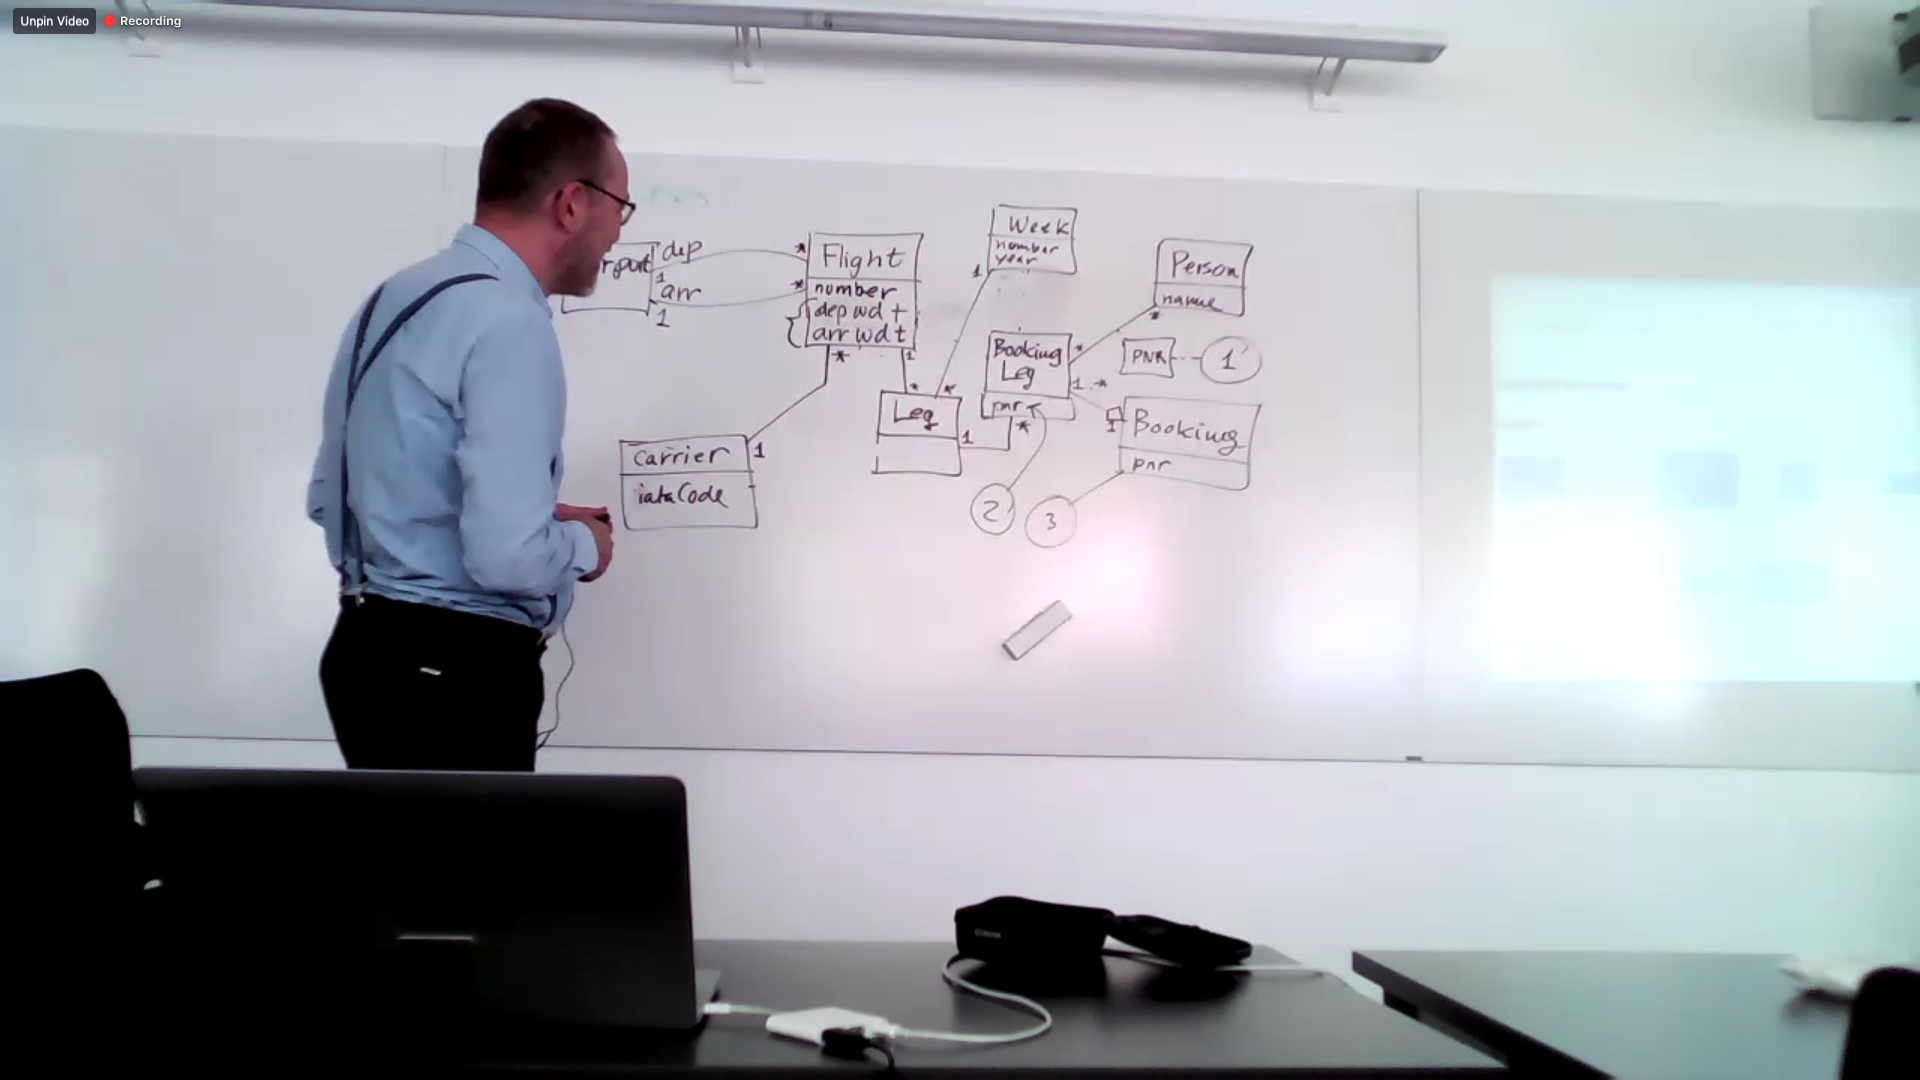 Unpin Video
Recording
rport
dep
1
arr
1
*
*
Flight
number
dep wd t
arr wd t
*
1
Week
number
year
1
Person
name
*
Booking
Leg
pnr
*
*
1..*
PNR
1
Leg
*
*
1
Booking
pnr
1
Carrier
iataCode
1
2
3